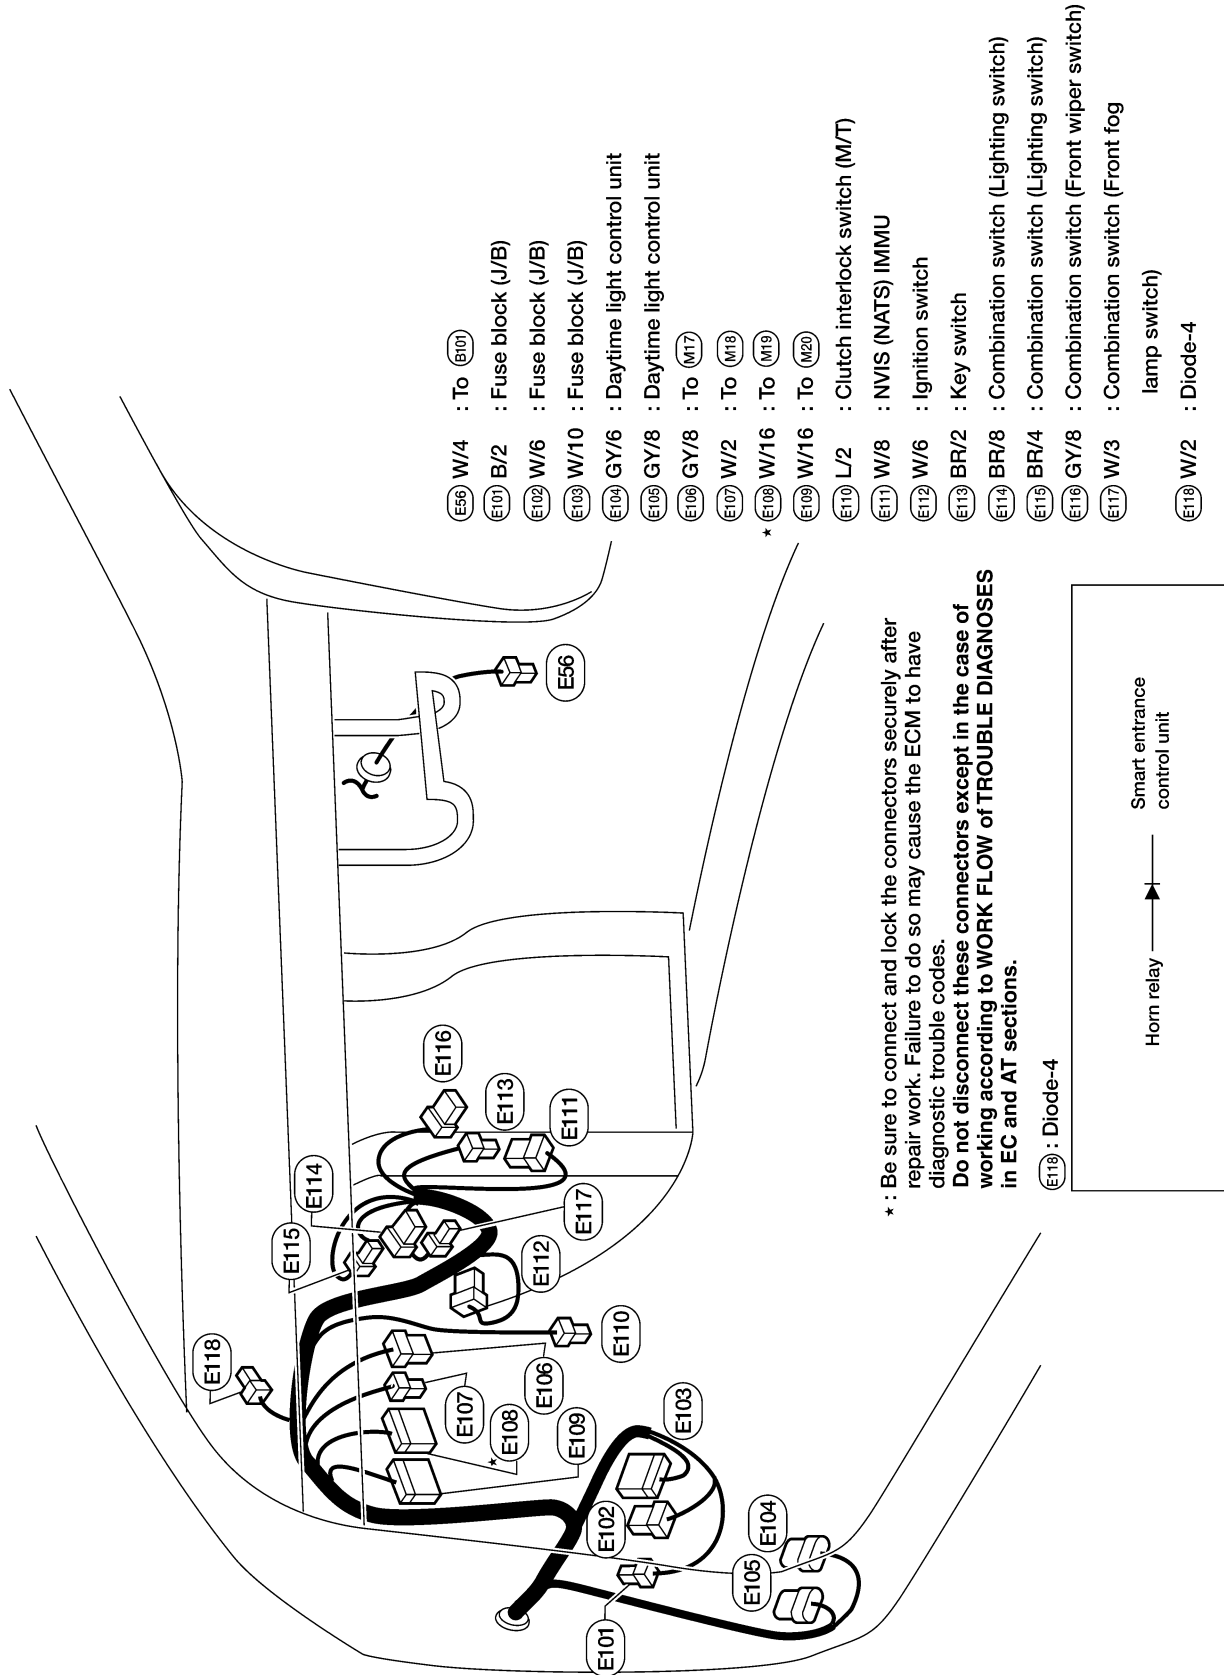 E118
E115
E114
E116
E113
E111
E117
E112
E110
E106
E107
★
E108
E109
E103
E102
E101
E104
E105
E56
E56 W/4 : To B101
E101 B/2 : Fuse block (J/B)
E102 W/6 : Fuse block (J/B)
E103 W/10 : Fuse block (J/B)
E104 GY/6 : Daytime light control unit
E105 GY/8 : Daytime light control unit
E106 GY/8 : To M17
E107 W/2 : To M18
★ E108 W/16 : To M19
E109 W/16 : To M20
E110 L/2 : Clutch interlock switch (M/T)
E111 W/8 : NVIS (NATS) IMMU
E112 W/6 : Ignition switch
E113 BR/2 : Key switch
E114 BR/8 : Combination switch (Lighting switch)
E115 BR/4 : Combination switch (Lighting switch)
E116 GY/8 : Combination switch (Front wiper switch)
E117 W/3 : Combination switch (Front fog
lamp switch)
E118 W/2 : Diode-4
★ : Be sure to connect and lock the connectors securely after
repair work. Failure to do so may cause the ECM to have
diagnostic trouble codes.
Do not disconnect these connectors except in the case of
working according to WORK FLOW of TROUBLE DIAGNOSES
in EC and AT sections.
E118 : Diode-4
Horn relay
Smart entrance
control unit